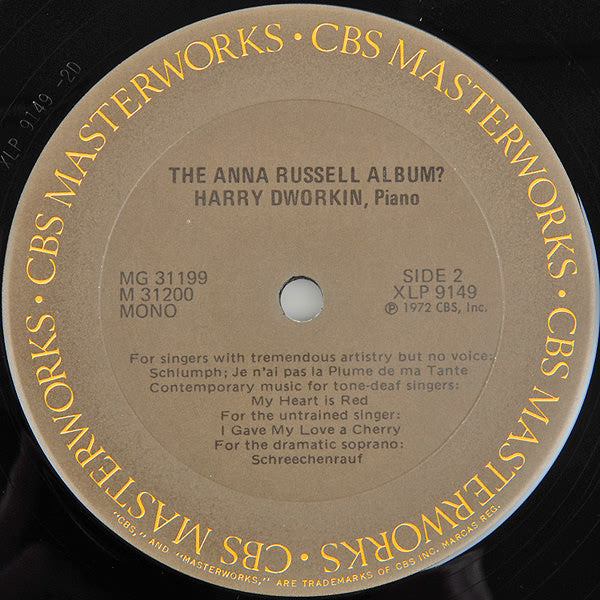 CBS MASTERWORKS • CBS MASTERWORKS • CBS MASTERWORKS • CBS MASTERWORKS • CBS MASTERWORKS •
XLP 9149 -2D
THE ANNA RUSSELL ALBUM?
HARRY DWORKIN, Piano
MG 31199
M 31200
MONO
SIDE 2
XLP 9149
℗ 1972 CBS, Inc.
For singers with tremendous artistry but no voice:
Schlumph; Je n'ai pas la Plume de ma Tante
Contemporary music for tone-deaf singers:
My Heart is Red
For the untrained singer:
I Gave My Love a Cherry
For the dramatic soprano:
Schreechenrauf
"CBS," AND "MASTERWORKS," ARE TRADEMARKS OF CBS INC. MARCAS REG.